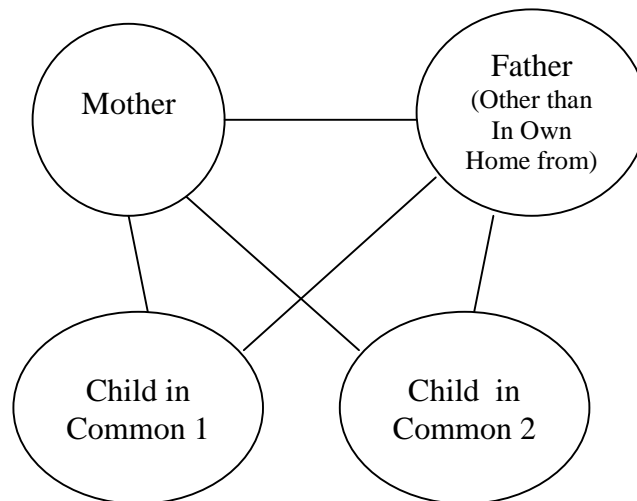 Mother
Father
(Other than
In Own
Home from)
Child in
Common 1
Child in
Common 2